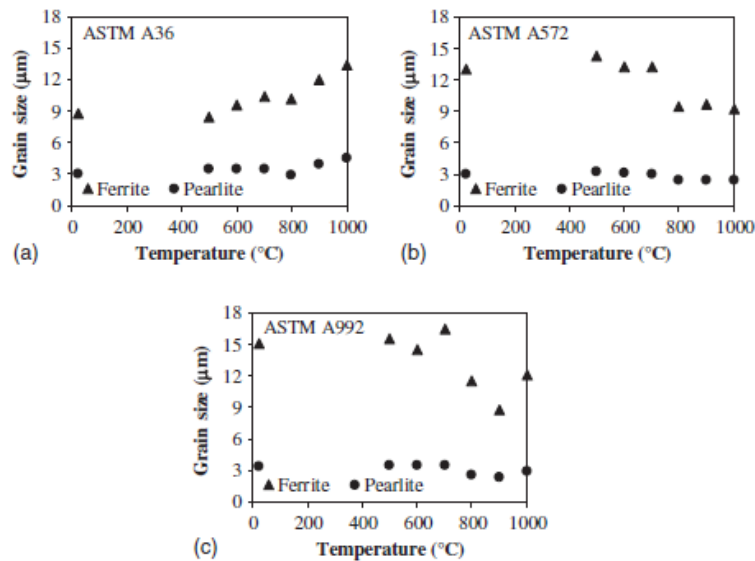 ASTM A36
Grain size (μm)
18
15
12
9
6
3
0
Ferrite Pearlite
0 200 400 600 800 1000
Temperature (°C)
(a)
ASTM A572
Grain size (μm)
18
15
12
9
6
3
0
Ferrite Pearlite
0 200 400 600 800 1000
Temperature (°C)
(b)
ASTM A992
Grain size (μm)
18
15
12
9
6
3
0
Ferrite Pearlite
0 200 400 600 800 1000
Temperature (°C)
(c)